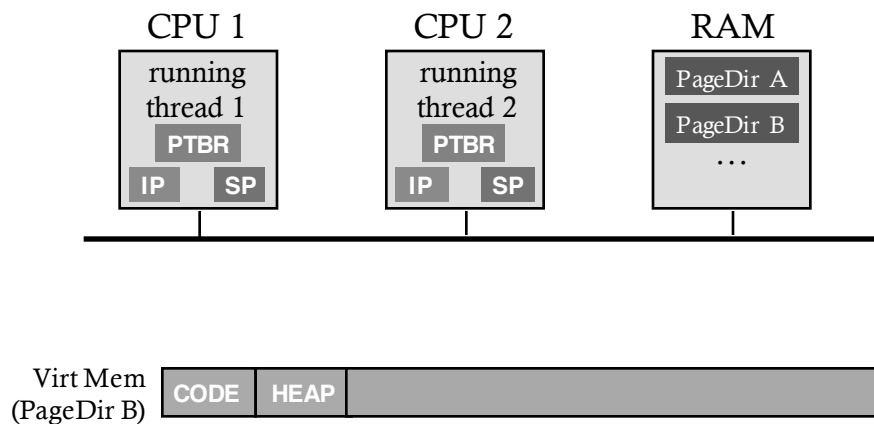 CPU 1
CPU 2
RAM
running
thread 1
PTBR
IP
SP
running
thread 2
PTBR
IP
SP
PageDir A
PageDir B
...
Virt Mem
(PageDir B)
CODE
HEAP